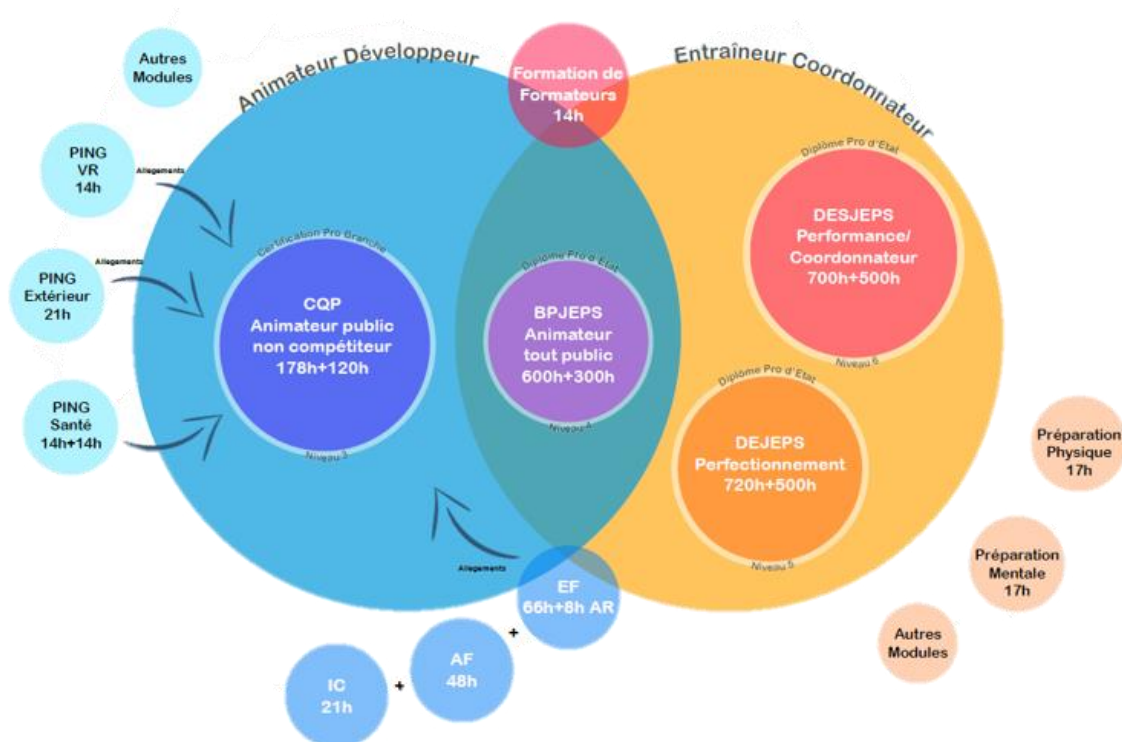 Autres
Modules
Animateur Développeur
Formation de
Formateurs
14h
Entraîneur Coordonnateur
PING
VR
14h
Allegements
PING
Extérieur
21h
Allegements
PING
Santé
14h+14h
Certification Pro Branche
CQP
Animateur public
non compétiteur
178h+120h
Niveau 3
Diplôme Pro d'Etat
BPJEPS
Animateur
tout public
600h+300h
Niveau 4
Diplôme Pro d'Etat
DESJEPS
Performance/
Coordonnateur
700h+500h
Niveau 6
Diplôme Pro d'Etat
DEJEPS
Perfectionnement
720h+500h
Niveau 5
Préparation
Physique
17h
Préparation
Mentale
17h
Autres
Modules
Allegements
EF
66h+8h AR
+
AF
48h
+
IC
21h